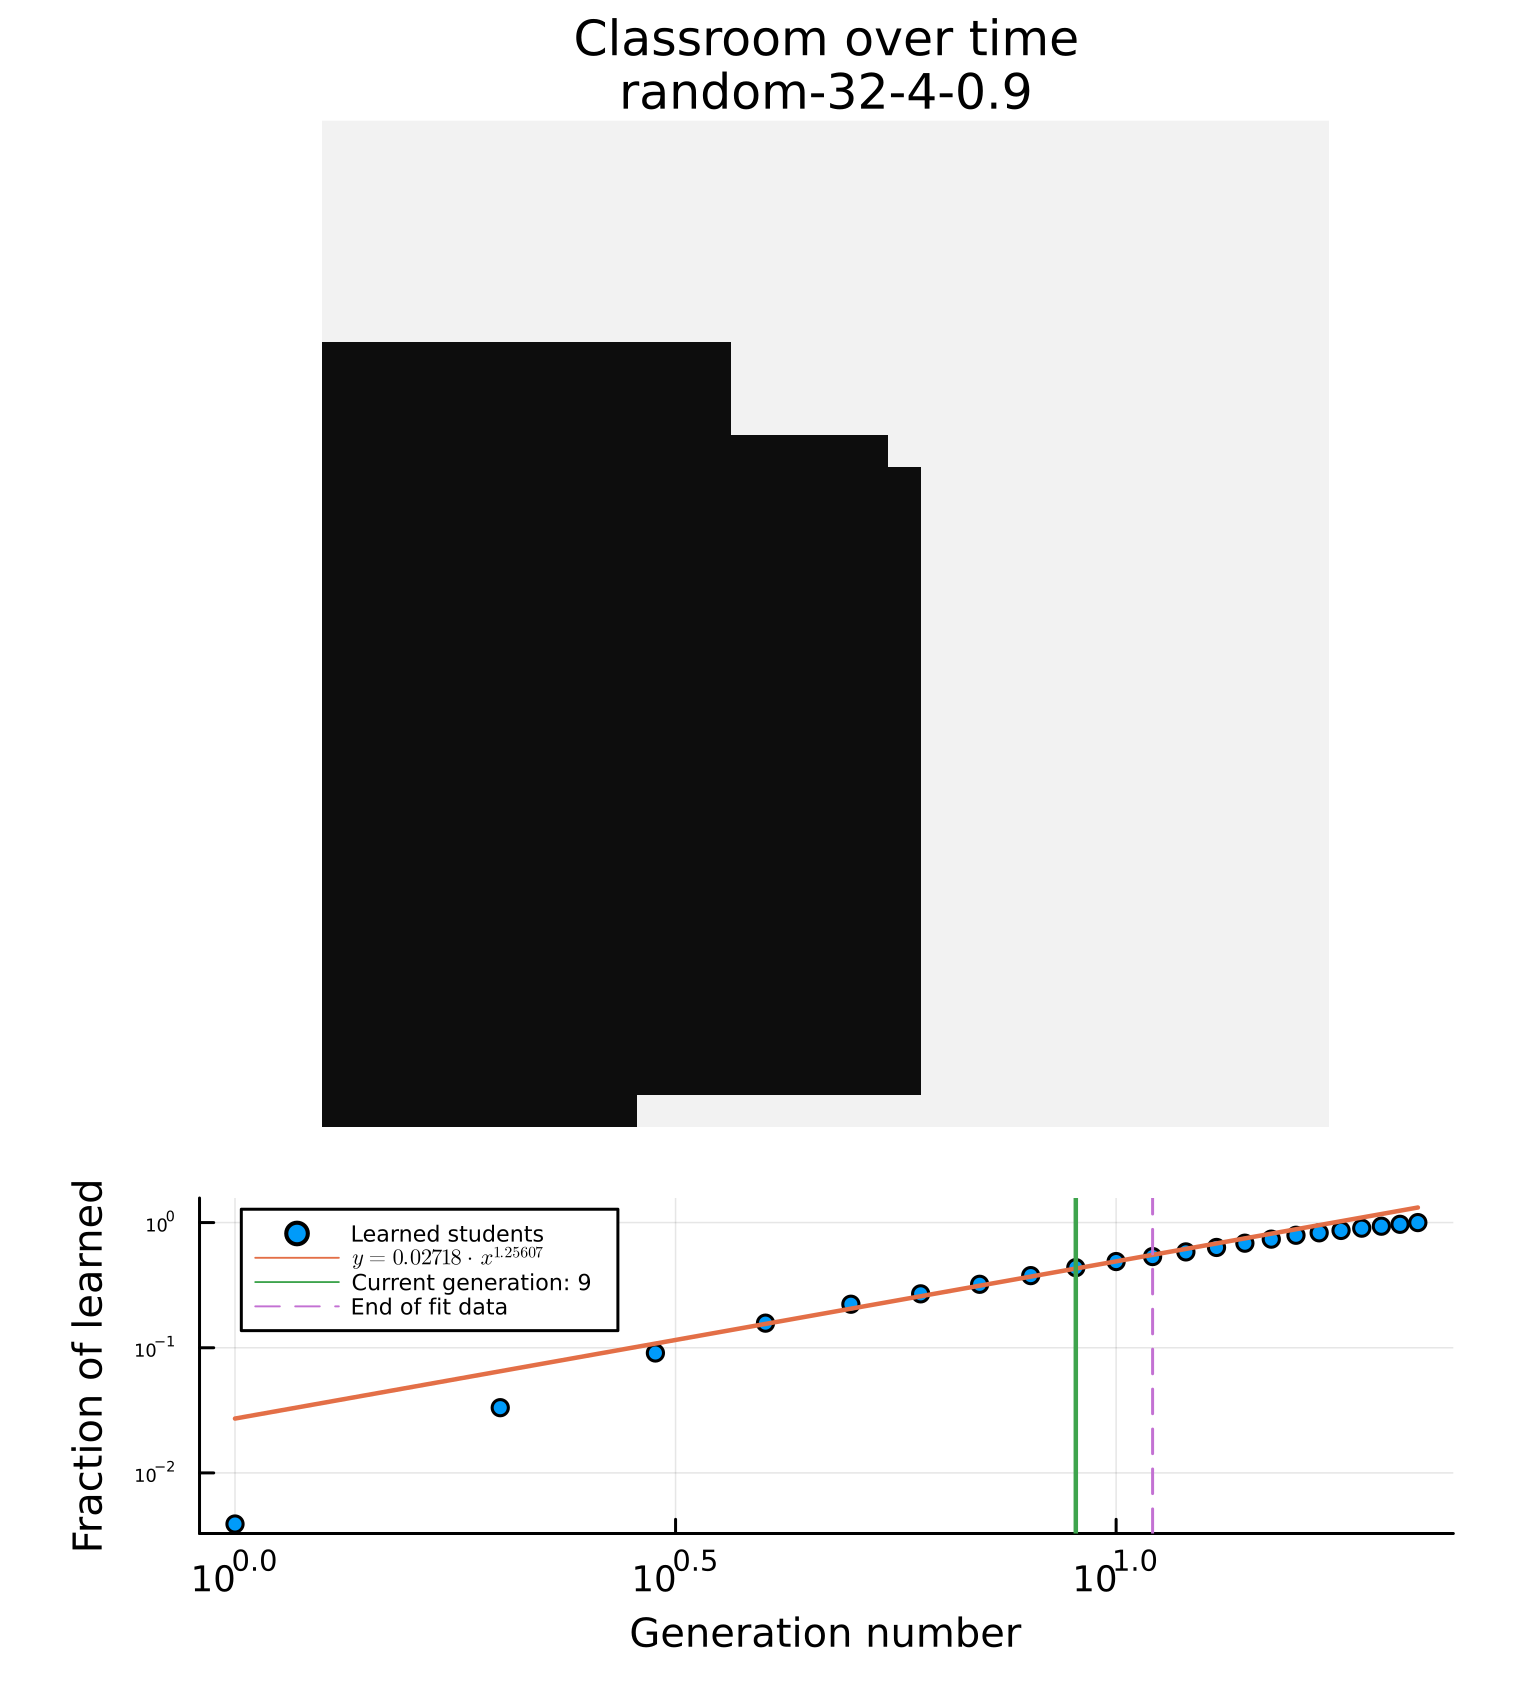 Classroom over time
random-32-4-0.9
Fraction of learned
10^0
10^−1
10^−2
Learned students
y = 0.02718 · x^1.25607
Current generation: 9
End of fit data
10^0.0
10^0.5
10^1.0
Generation number